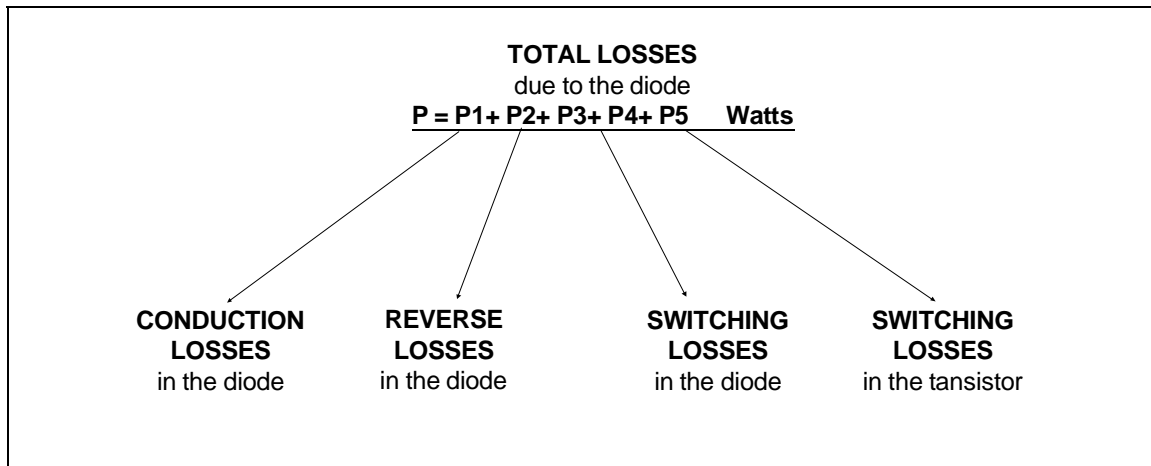 TOTAL LOSSES
due to the diode
P = P1+ P2+ P3+ P4+ P5 Watts
CONDUCTION
LOSSES
in the diode
REVERSE
LOSSES
in the diode
SWITCHING
LOSSES
in the diode
SWITCHING
LOSSES
in the tansistor